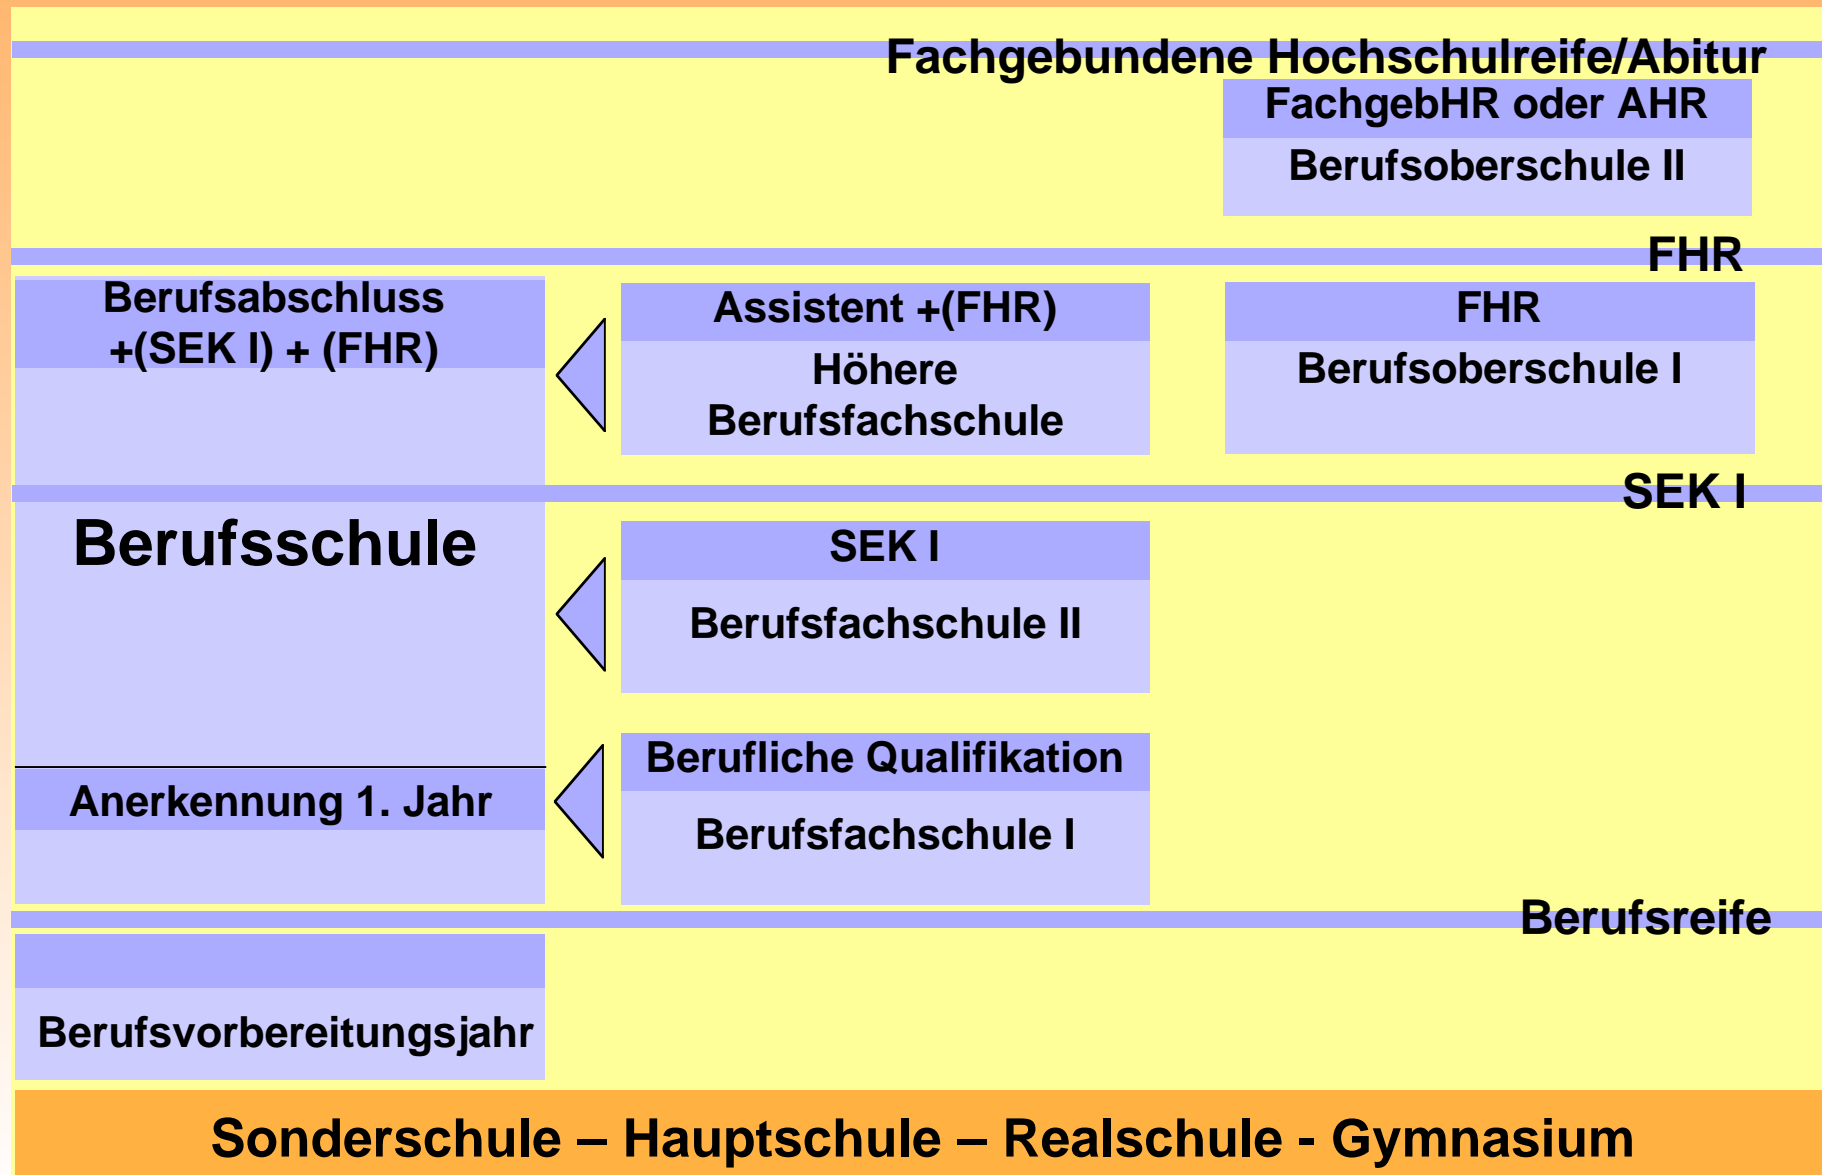 Fachgebundene Hochschulreife/Abitur
FachgebHR oder AHR
Berufsoberschule II
FHR
Berufsabschluss
+(SEK I) + (FHR)
Assistent +(FHR)
Höhere
Berufsfachschule
FHR
Berufsoberschule I
SEK I
Berufsschule
SEK I
Berufsfachschule II
Berufliche Qualifikation
Berufsfachschule I
Anerkennung 1. Jahr
Berufsreife
Berufsvorbereitungsjahr
Sonderschule – Hauptschule – Realschule - Gymnasium